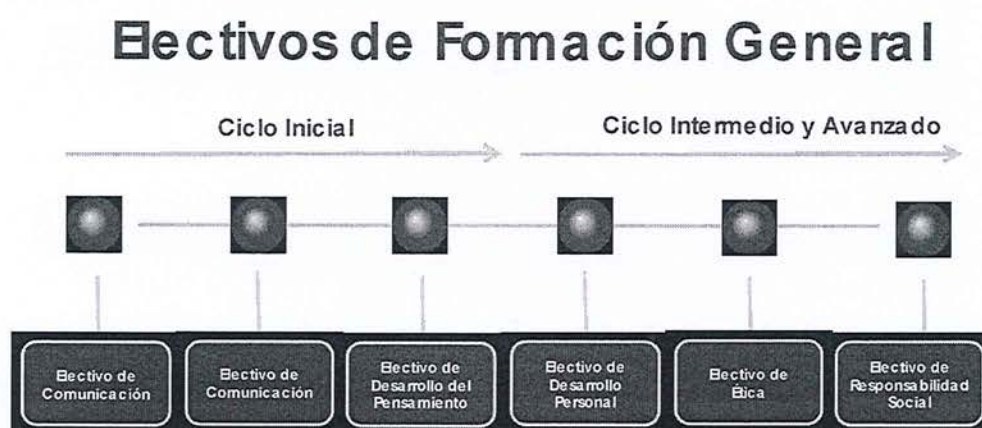 Electivos de Formación General
Ciclo Inicial
Ciclo Intermedio y Avanzado
Electivo de
Comunicación
Electivo de
Comunicación
Electivo de
Desarrollo del
Pensamiento
Electivo de
Desarrollo
Personal
Electivo de
Ética
Electivo de
Responsabilidad
Social